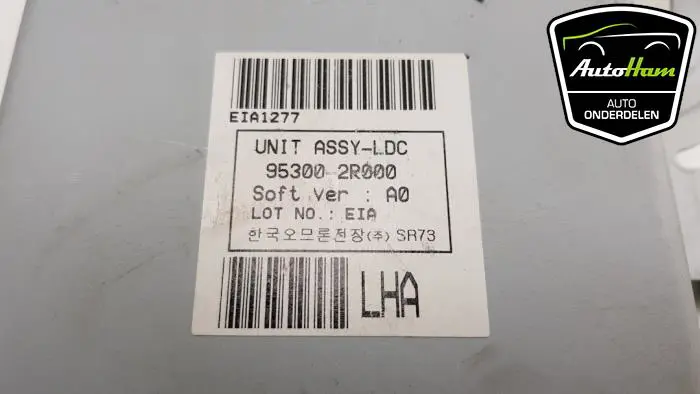 EIA1277
UNIT ASSY-LDC
95300-2R000
Soft ver : A0
LOT NO.: EIA
한국오므론전장(주) SR73
LHA
AutoHam
AUTO
ONDERDELEN